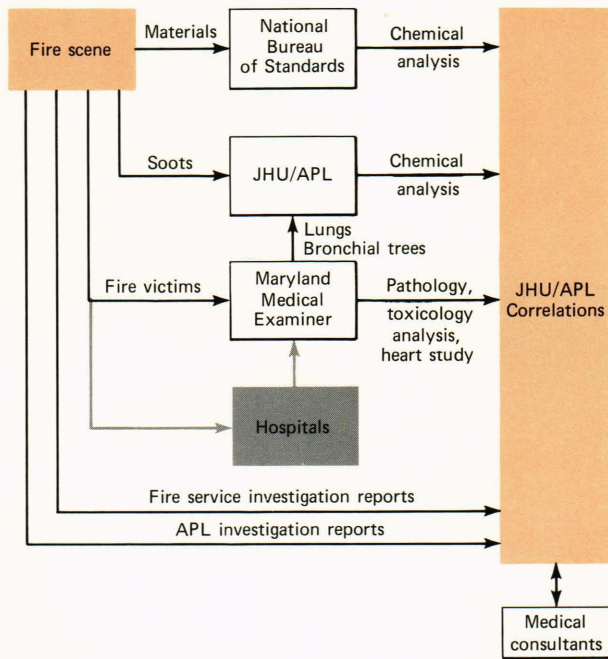 Fire scene
Materials
National
Bureau
of Standards
Chemical
analysis
Soots
JHU/APL
Chemical
analysis
Lungs
Bronchial trees
Fire victims
Maryland
Medical
Examiner
Pathology,
toxicology
analysis,
heart study
JHU/APL
Correlations
Hospitals
Fire service investigation reports
APL investigation reports
Medical
consultants